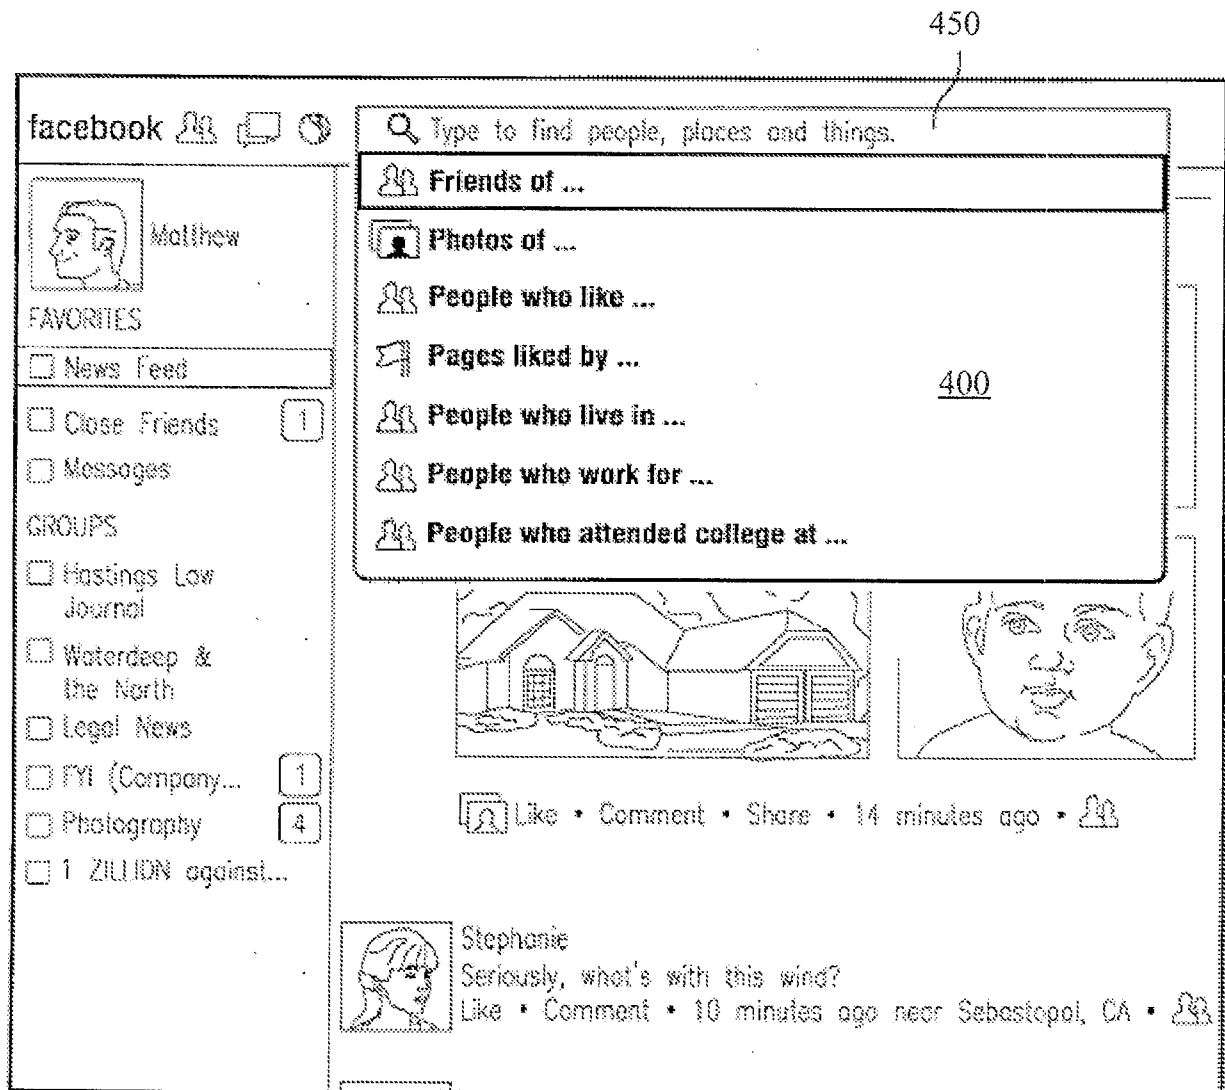 450
facebook
Type to find people, places and things.
Friends of ...
Photos of ...
People who like ...
Pages liked by ...
People who live in ...
People who work for ...
People who attended college at ...
400
Matthew
FAVORITES
News Feed
Close Friends 1
Messages
GROUPS
Hastings Law
Journal
Waterdeep &
the North
Legal News
FYI (Company... 1
Photography 4
1 ZILLION against...
Like • Comment • Share • 14 minutes ago •
Stephanie
Seriously, what's with this wind?
Like • Comment • 10 minutes ago near Sebastopol, CA •